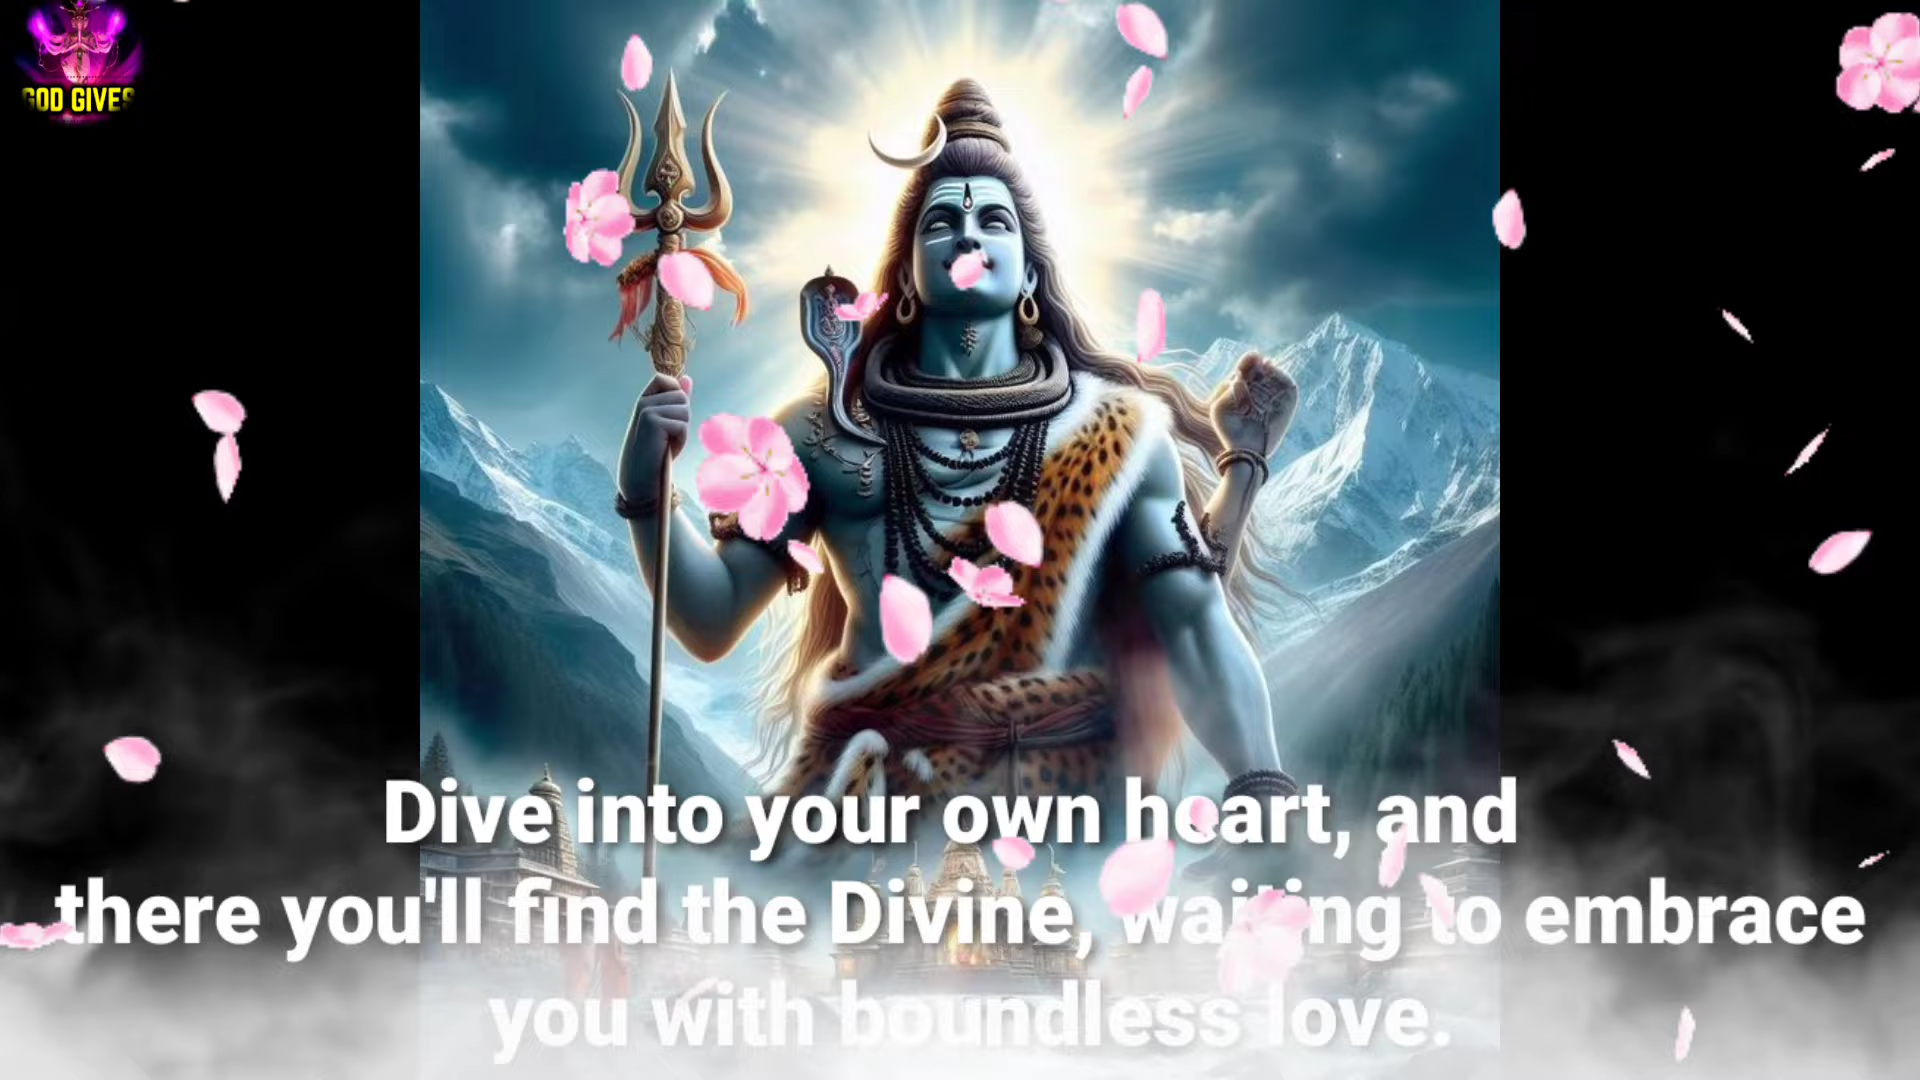 GOD GIVES
Dive into your own heart, and
there you'll find the Divine, waiting to embrace
you with boundless love.